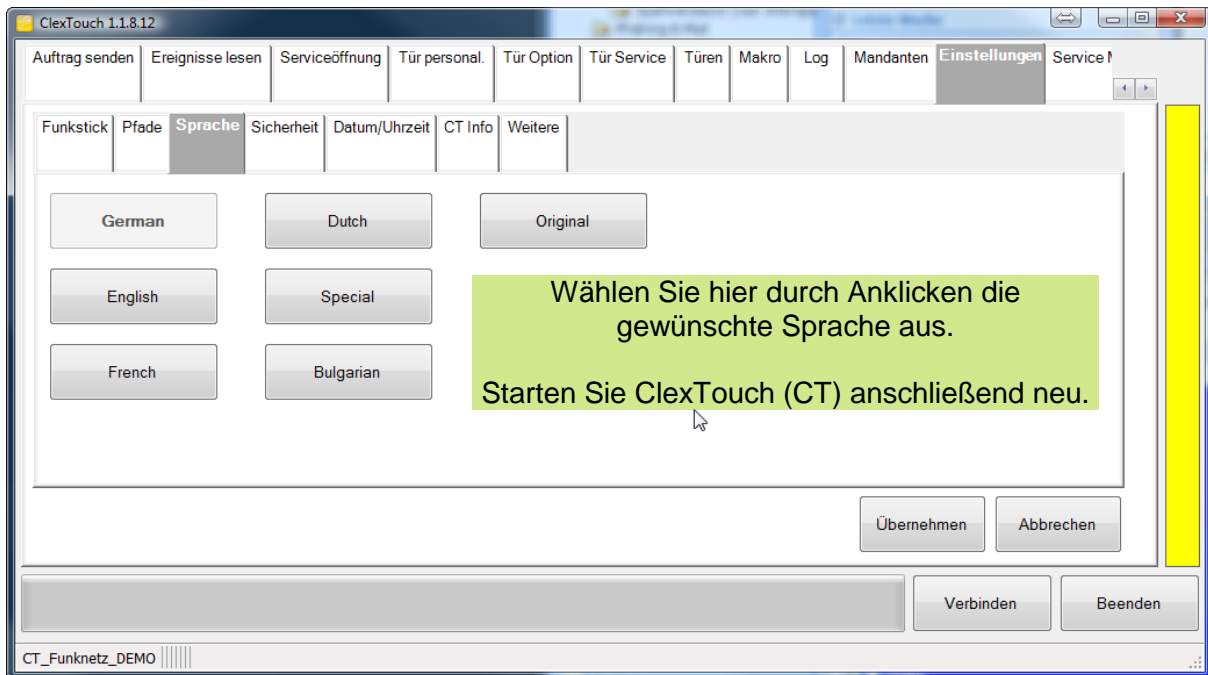 ClexTouch 1.1.8.12
Auftrag senden Ereignisse lesen Serviceöffnung Tür personal. Tür Option Tür Service Türen Makro Log Mandanten Einstellungen Service
Funkstick Pfade Sprache Sicherheit Datum/Uhrzeit CT Info Weitere
German Dutch Original
English Special
French Bulgarian
Wählen Sie hier durch Anklicken die
gewünschte Sprache aus.
Starten Sie ClexTouch (CT) anschließend neu.
Übernehmen Abbrechen
Verbinden Beenden
CT_Funknetz_DEMO